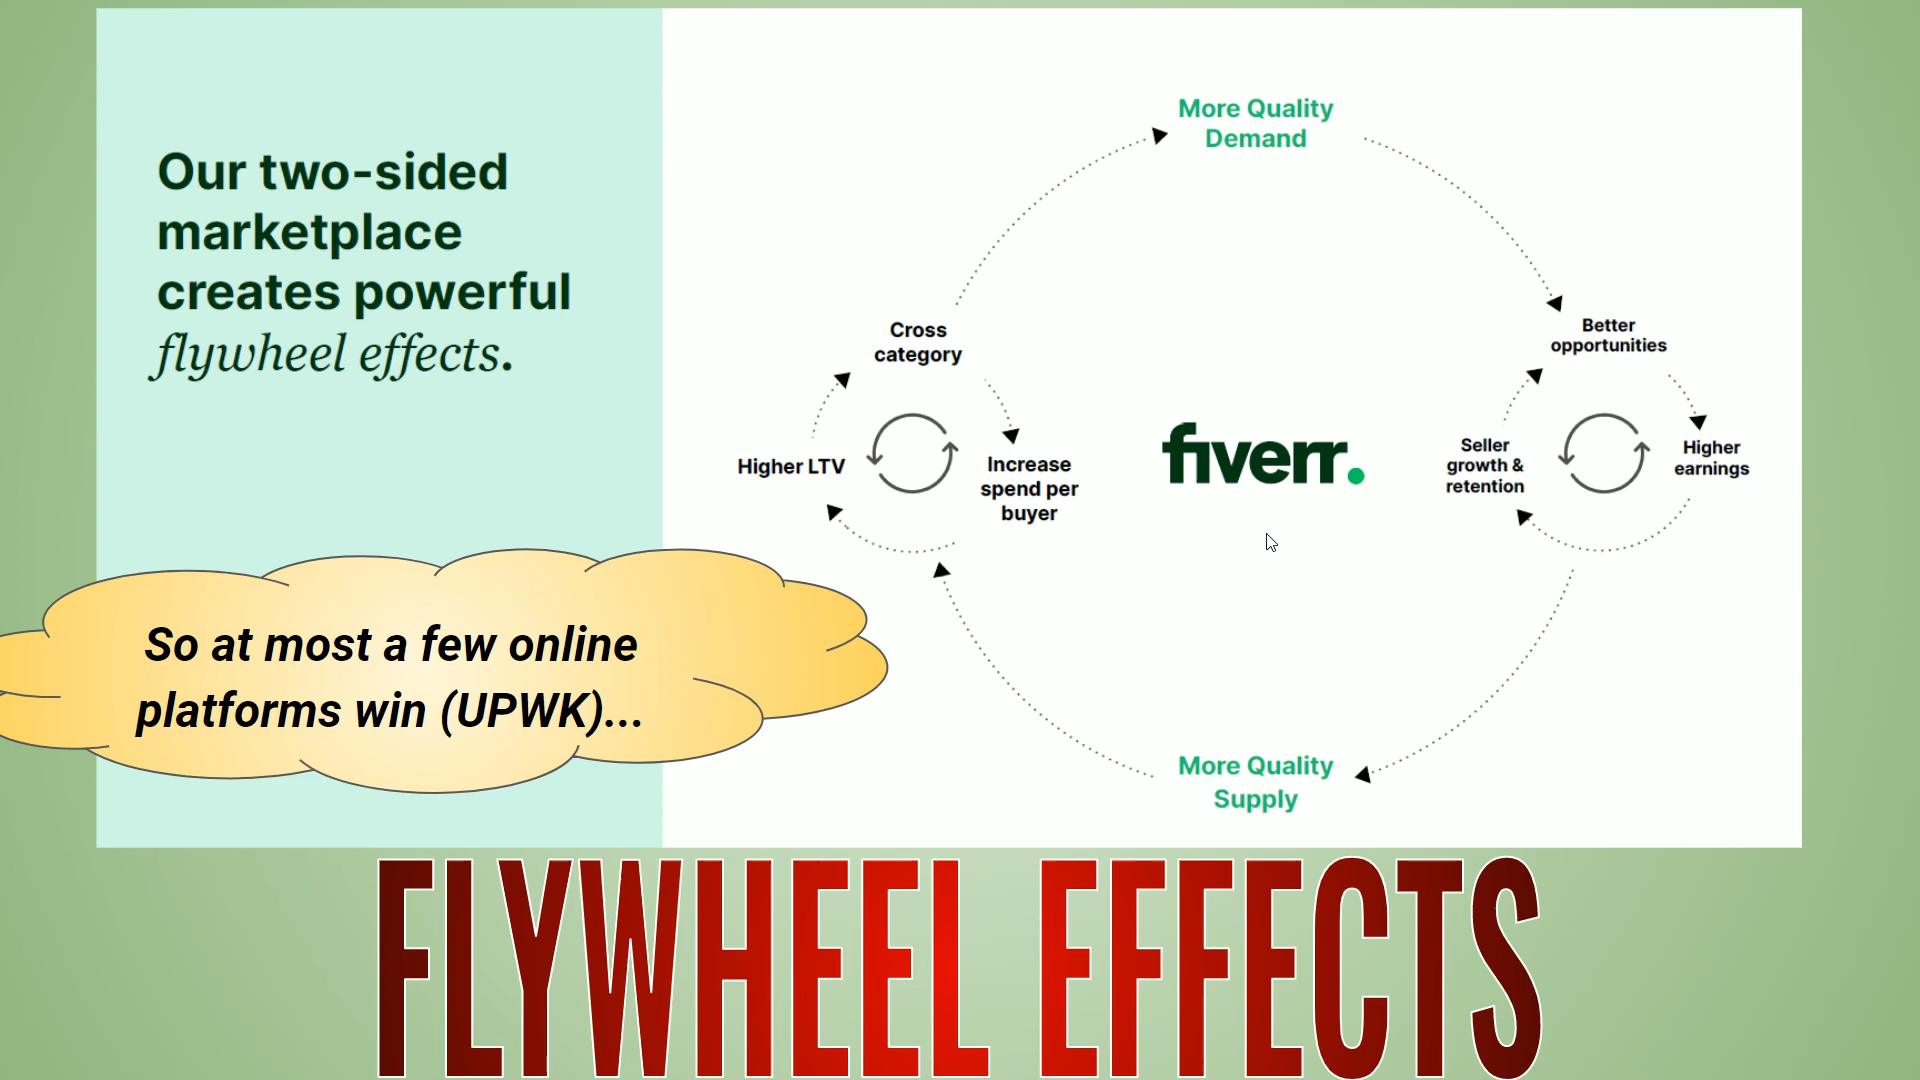 Our two-sided
marketplace
creates powerful
flywheel effects.
So at most a few online
platforms win (UPWK)...
More Quality
Demand
Cross
category
Higher LTV
Increase
spend per
buyer
fiverr.
Better
opportunities
Seller
growth &
retention
Higher
earnings
More Quality
Supply
FLYWHEEL EFFECTS